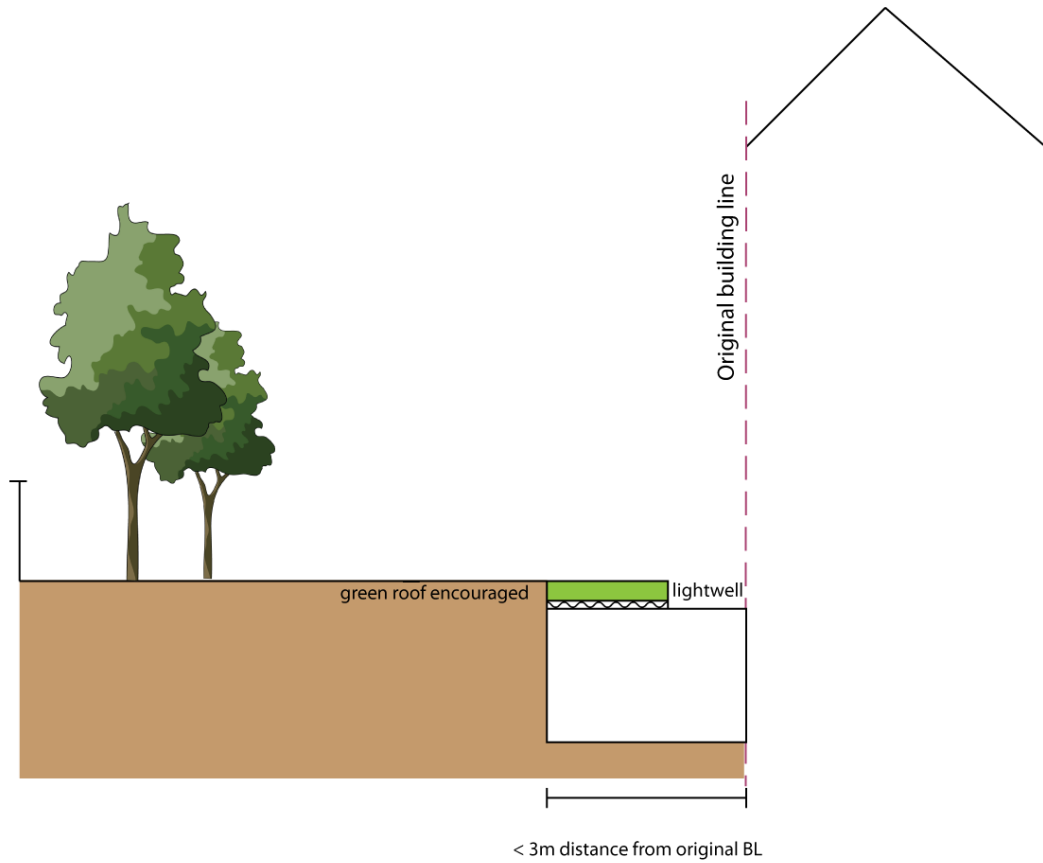 Original building line
green roof encouraged
lightwell
< 3m distance from original BL